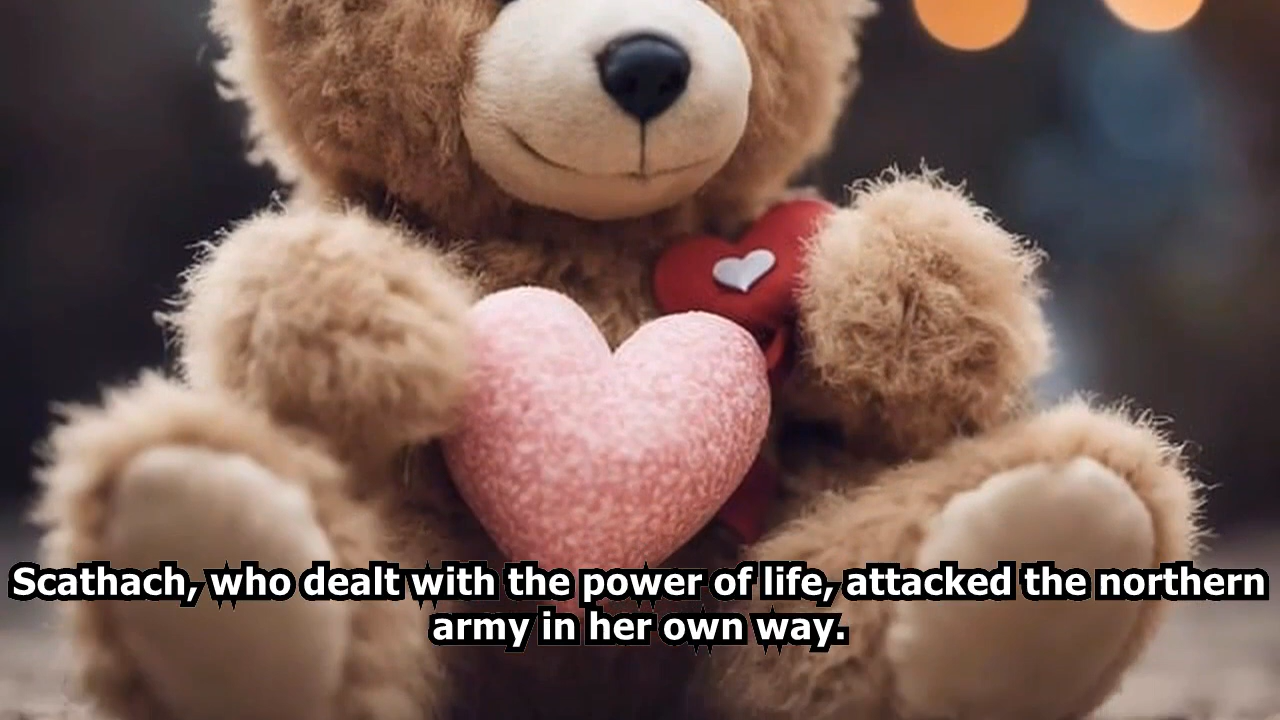 Scathach, who dealt with the power of life, attacked the northern
army in her own way.